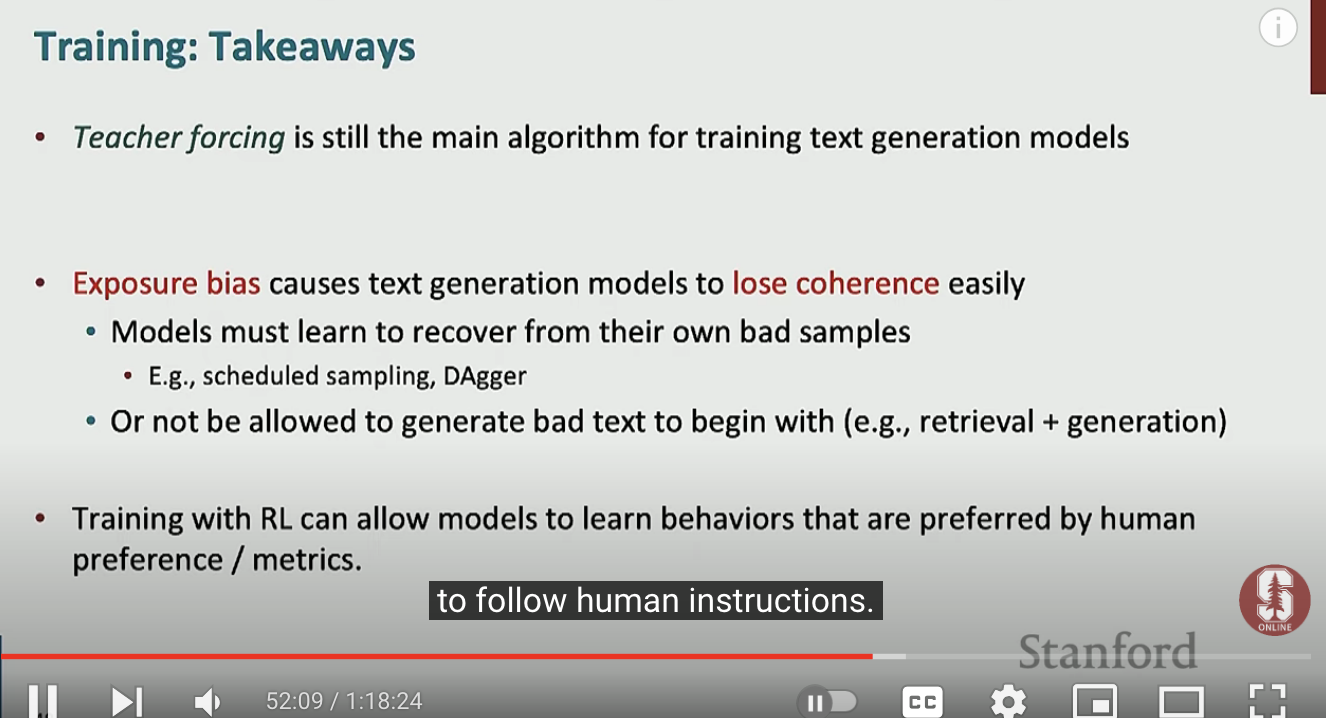 Training: Takeaways
• Teacher forcing is still the main algorithm for training text generation models
• Exposure bias causes text generation models to lose coherence easily
• Models must learn to recover from their own bad samples
• E.g., scheduled sampling, DAgger
• Or not be allowed to generate bad text to begin with (e.g., retrieval + generation)
• Training with RL can allow models to learn behaviors that are preferred by human
preference / metrics.
to follow human instructions.
S
ONLINE
Stanford
52:09 / 1:18:24
CC